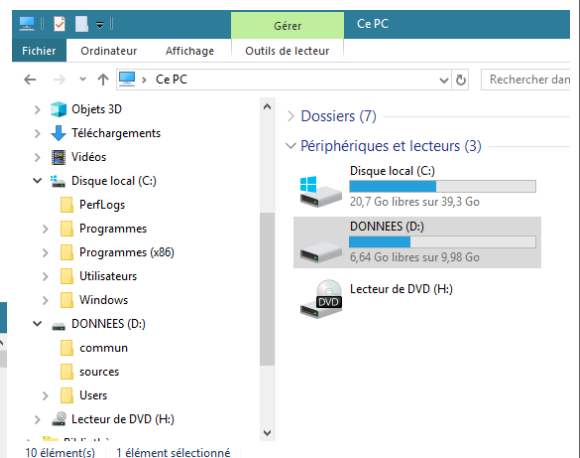 Gérer
Ce PC
Fichier
Ordinateur
Affichage
Outils de lecteur
Ce PC
Rechercher dan
Objets 3D
Téléchargements
Vidéos
Disque local (C:)
PerfLogs
Programmes
Programmes (x86)
Utilisateurs
Windows
DONNEES (D:)
commun
sources
Users
Lecteur de DVD (H:)
10 élément(s)
1 élément sélectionné
Dossiers (7)
Périphériques et lecteurs (3)
Disque local (C:)
20,7 Go libres sur 39,3 Go
DONNEES (D:)
6,64 Go libres sur 9,98 Go
Lecteur de DVD (H:)
DVD